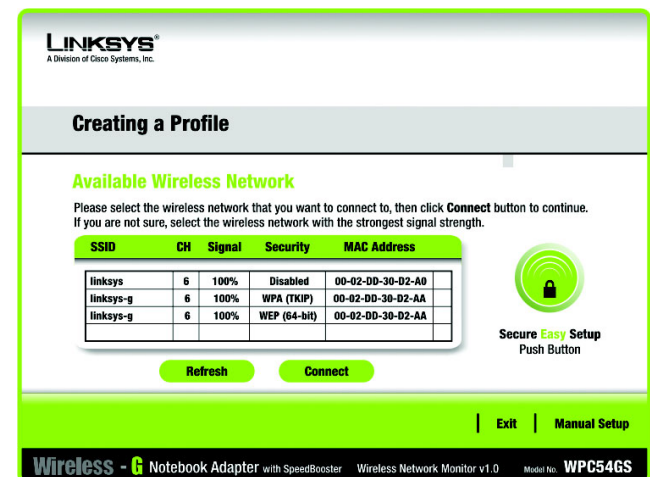 LINKSYS®
A Division of Cisco Systems, Inc.
Creating a Profile
Available Wireless Network
Please select the wireless network that you want to connect to, then click Connect button to continue.
If you are not sure, select the wireless network with the strongest signal strength.
SSID CH Signal Security MAC Address
linksys 6 100% Disabled 00-02-DD-30-D2-A0
linksys-g 6 100% WPA (TKIP) 00-02-DD-30-D2-AA
linksys-g 6 100% WEP (64-bit) 00-02-DD-30-D2-AA
Secure Easy Setup
Push Button
Refresh Connect
Exit Manual Setup
Wireless - G Notebook Adapter with SpeedBooster Wireless Network Monitor v1.0 Model No. WPC54GS